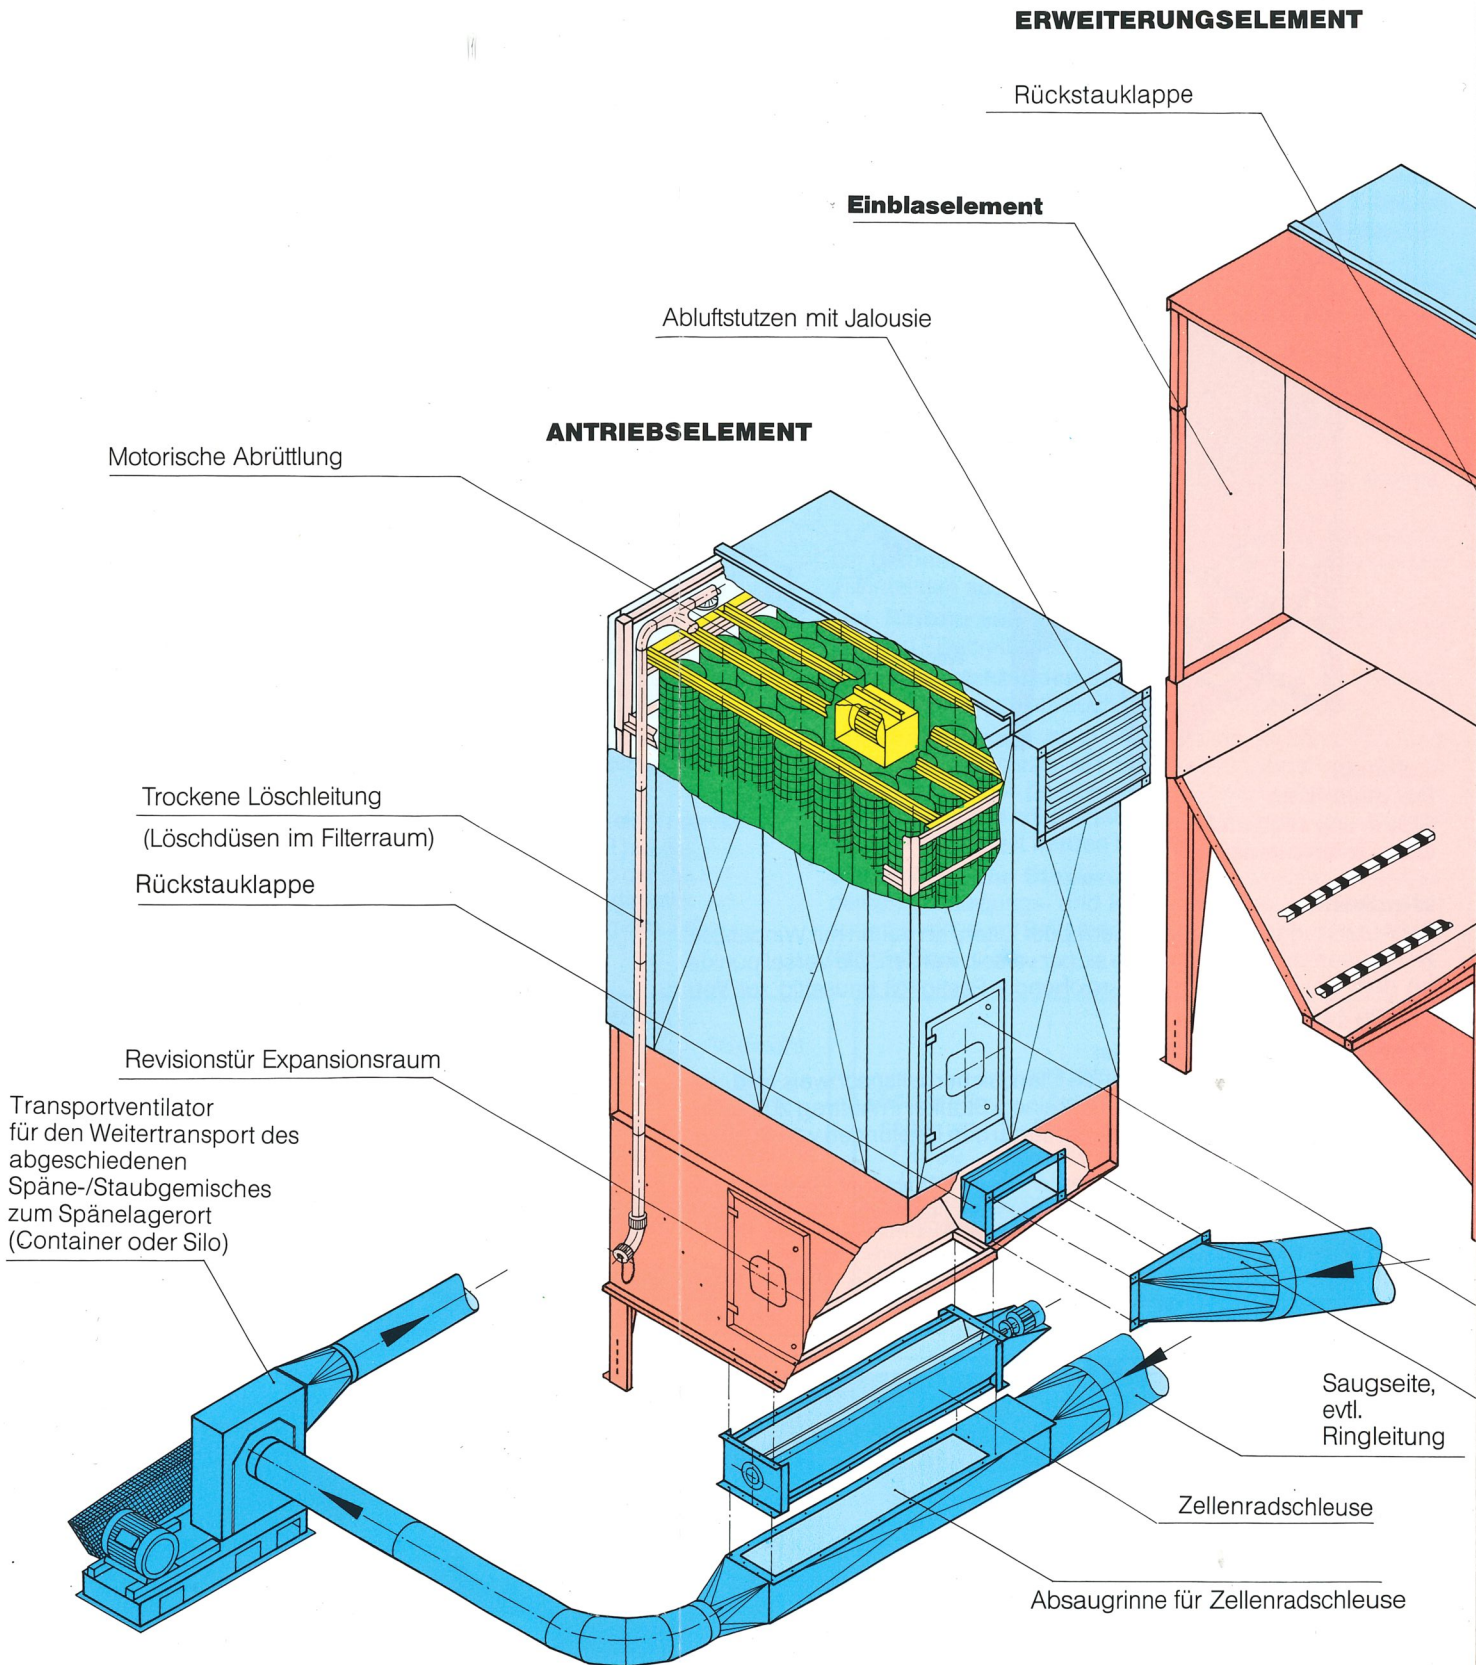 ERWEITERUNGSELEMENT
Rückstauklappe
Einblaselement
Abluftstutzen mit Jalousie
ANTRIEBSELEMENT
Motorische Abrüttlung
Trockene Löschleitung
(Löschdüsen im Filterraum)
Rückstauklappe
Revisionstür Expansionsraum
Transportventilator
für den Weitertransport des
abgeschiedenen
Späne-/Staubgemisches
zum Spänelagerort
(Container oder Silo)
Saugseite,
evtl.
Ringleitung
Zellenradschleuse
Absaugrinne für Zellenradschleuse